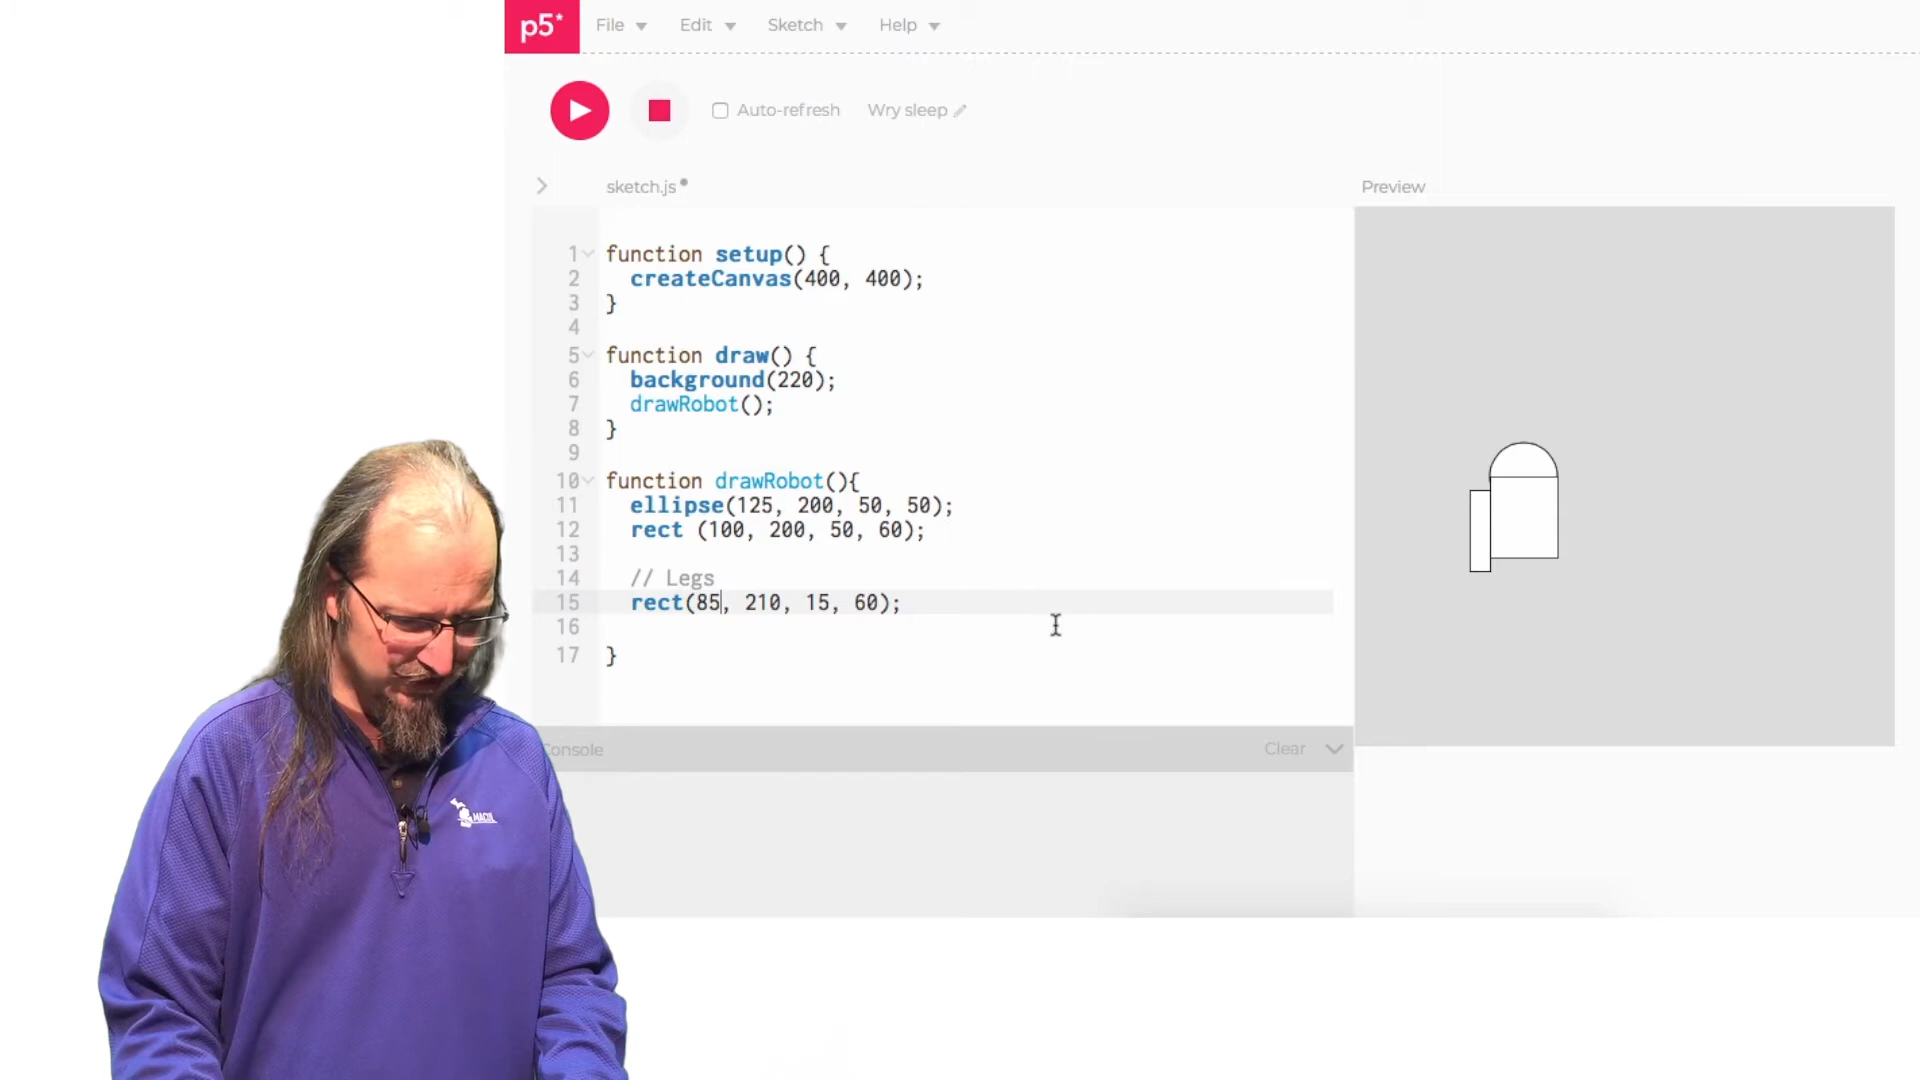 p5*
File Edit Sketch Help
Auto-refresh Wry sleep
sketch.js
Preview
1 function setup() {
2 createCanvas(400, 400);
3 }
4
5 function draw() {
6 background(220);
7 drawRobot();
8 }
9
10 function drawRobot(){
11 ellipse(125, 200, 50, 50);
12 rect (100, 200, 50, 60);
13
14 // Legs
15 rect(85, 210, 15, 60);
16
17 }
Console Clear
MACUL